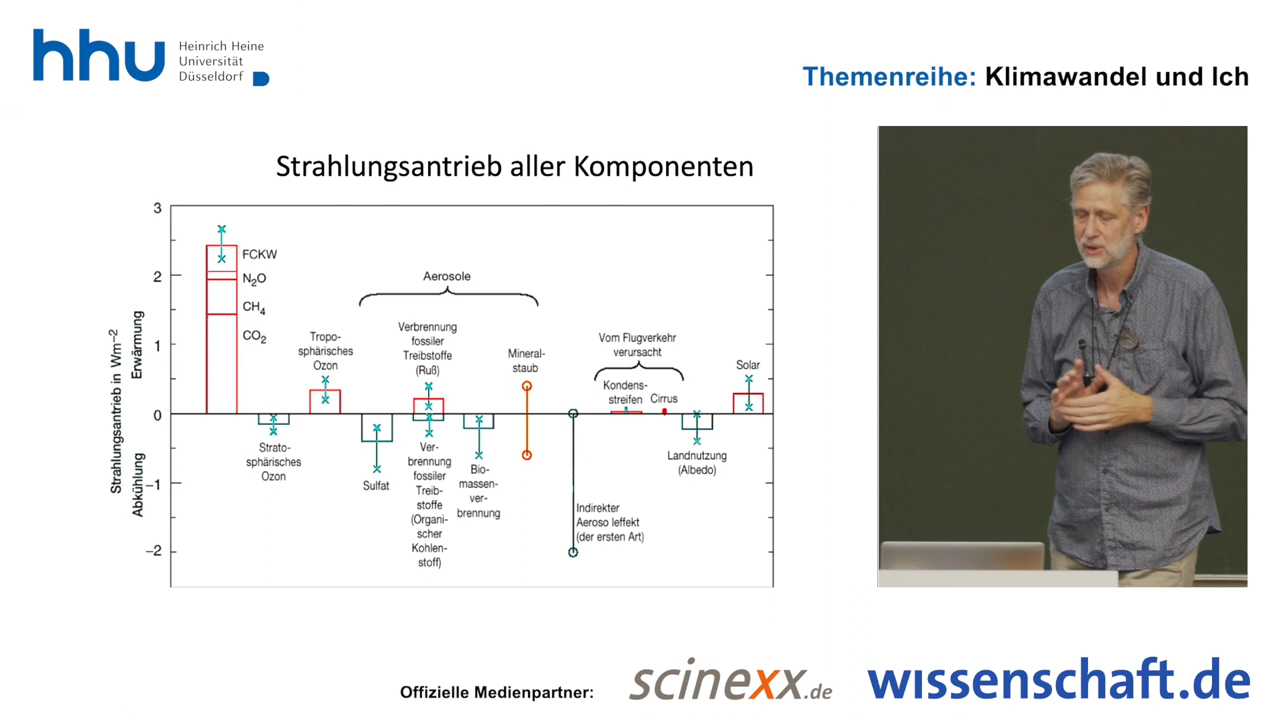 hhu
Heinrich Heine
Universität
Düsseldorf
Themenreihe: Klimawandel und Ich
Strahlungsantrieb aller Komponenten
Strahlungsantrieb in Wm−2
Erwärmung
Abkühlung
3
2
1
0
−1
−2
FCKW
N2O
CH4
CO2
Strato-
sphärisches
Ozon
Tropo-
sphärisches
Ozon
Aerosole
Sulfat
Verbrennung
fossiler
Treibstoffe
(Ruß)
Ver-
brennung
fossiler
Treib-
stoffe
(Organi-
scher
Kohlen-
stoff)
Bio-
massen-
ver-
brennung
Mineral-
staub
Indirekter
Aeroso leffekt
(der ersten Art)
Vom Flugverkehr
verursacht
Kondens-
streifen
Cirrus
Landnutzung
(Albedo)
Solar
Offizielle Medienpartner:
scinexx.de
wissenschaft.de